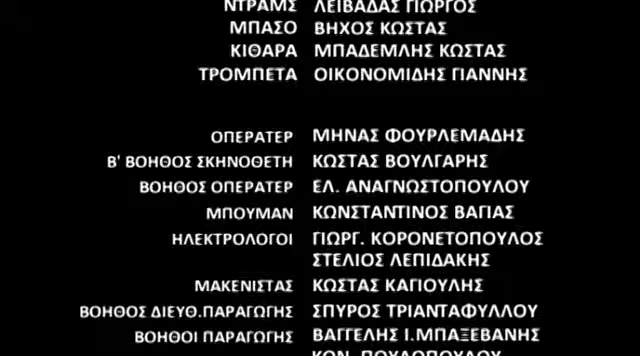 ΝΤΡΑΜΣ ΛΕΙΒΑΔΑΣ ΓΙΩΡΓΟΣ
ΜΠΑΣΟ ΒΗΧΟΣ ΚΩΣΤΑΣ
ΚΙΘΑΡΑ ΜΠΑΔΕΜΛΗΣ ΚΩΣΤΑΣ
ΤΡΟΜΠΕΤΑ ΟΙΚΟΝΟΜΙΔΗΣ ΓΙΑΝΝΗΣ
ΟΠΕΡΑΤΕΡ ΜΗΝΑΣ ΦΟΥΡΛΕΜΑΔΗΣ
Β' ΒΟΗΘΟΣ ΣΚΗΝΟΘΕΤΗ ΚΩΣΤΑΣ ΒΟΥΛΓΑΡΗΣ
ΒΟΗΘΟΣ ΟΠΕΡΑΤΕΡ ΕΛ. ΑΝΑΓΝΩΣΤΟΠΟΥΛΟΥ
ΜΠΟΥΜΑΝ ΚΩΝΣΤΑΝΤΙΝΟΣ ΒΑΓΙΑΣ
ΗΛΕΚΤΡΟΛΟΓΟΙ ΓΙΩΡΓ. ΚΟΡΟΝΕΤΟΠΟΥΛΟΣ
ΣΤΕΛΙΟΣ ΛΕΠΙΔΑΚΗΣ
ΜΑΚΕΝΙΣΤΑΣ ΚΩΣΤΑΣ ΚΑΓΙΟΥΛΗΣ
ΒΟΗΘΟΣ ΔΙΕΥΘ.ΠΑΡΑΓΩΓΗΣ ΣΠΥΡΟΣ ΤΡΙΑΝΤΑΦΥΛΛΟΥ
ΒΟΗΘΟΙ ΠΑΡΑΓΩΓΗΣ ΒΑΓΓΕΛΗΣ Ι.ΜΠΑΞΕΒΑΝΗΣ
ΚΩΝ. ΠΟΥΛΟΠΟΥΛΟΥ